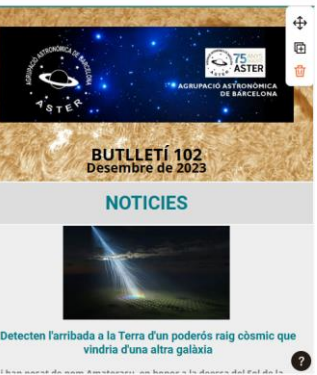 AGRUPACIÓ ASTRONÒMICA DE BARCELONA
ASTER
75
ASTER
AGRUPACIÓ ASTRONÒMICA
DE BARCELONA
BUTLLETÍ 102
Desembre de 2023
NOTICIES
Detecten l'arribada a la Terra d'un poderós raig còsmic que
vindria d'una altra galàxia
?